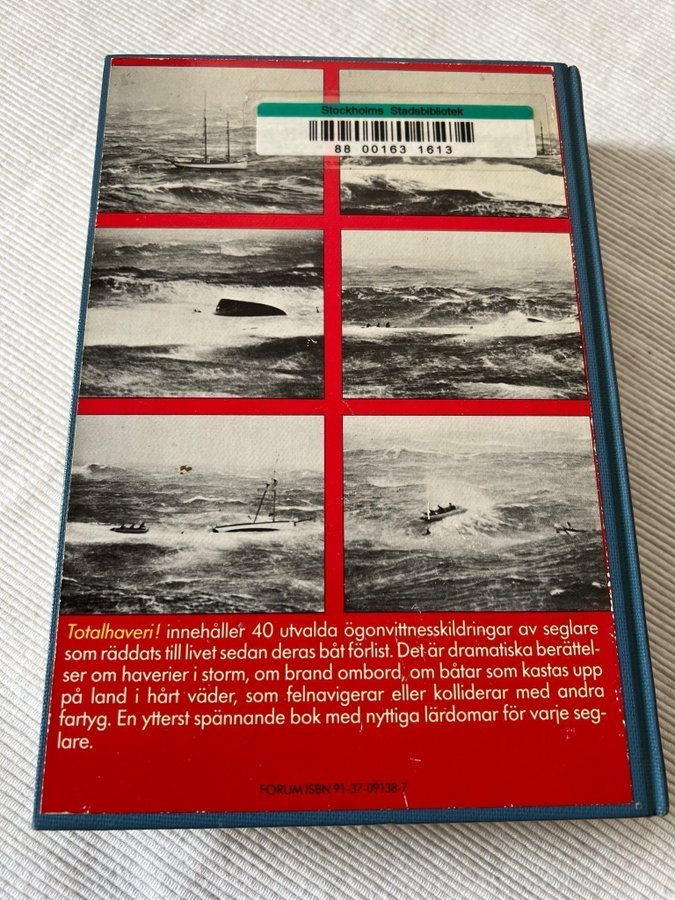 Stockholms Stadsbibliotek
88 00163 1613
Totalhaveri! innehåller 40 utvalda ögonvittnesskildringar av seglare
som räddats till livet sedan deras båt förlist. Det är dramatiska berättel-
ser om haverier i storm, om brand ombord, om båtar som kastas upp
på land i hårt väder, som felnavigerar eller kolliderar med andra
fartyg. En ytterst spännande bok med nyttiga lärdomar för varje seg-
lare.
FORUM ISBN 91-37-09138-7